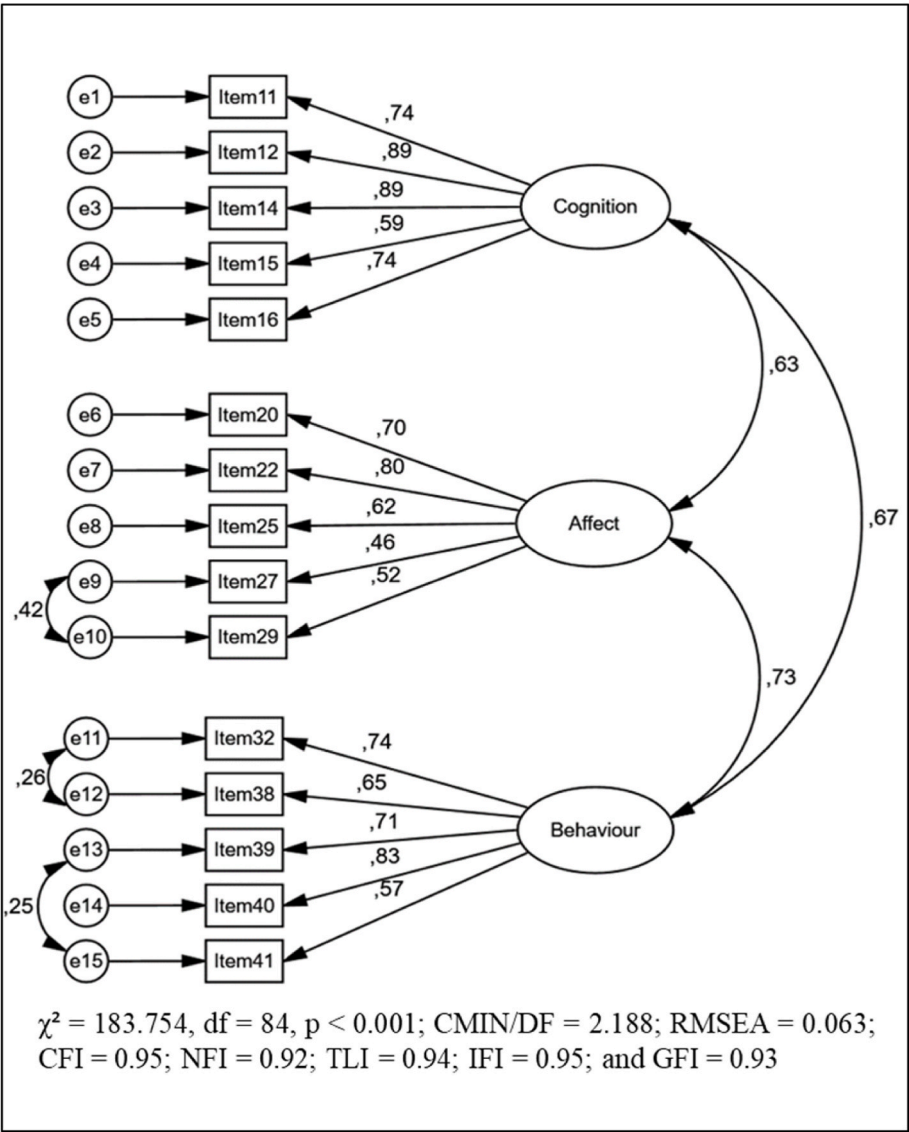 e1 Item11 ,74
e2 Item12 ,89
e3 Item14 ,89 Cognition
e4 Item15 ,59
e5 Item16 ,74
,63
e6 Item20 ,70
e7 Item22 ,80
e8 Item25 ,62 Affect ,67
e9 Item27 ,46
,42
e10 Item29 ,52
,73
e11 Item32 ,74
,26
e12 Item38 ,65
e13 Item39 ,71 Behaviour
e14 Item40 ,83
,25
e15 Item41 ,57
χ² = 183.754, df = 84, p < 0.001; CMIN/DF = 2.188; RMSEA = 0.063;
CFI = 0.95; NFI = 0.92; TLI = 0.94; IFI = 0.95; and GFI = 0.93